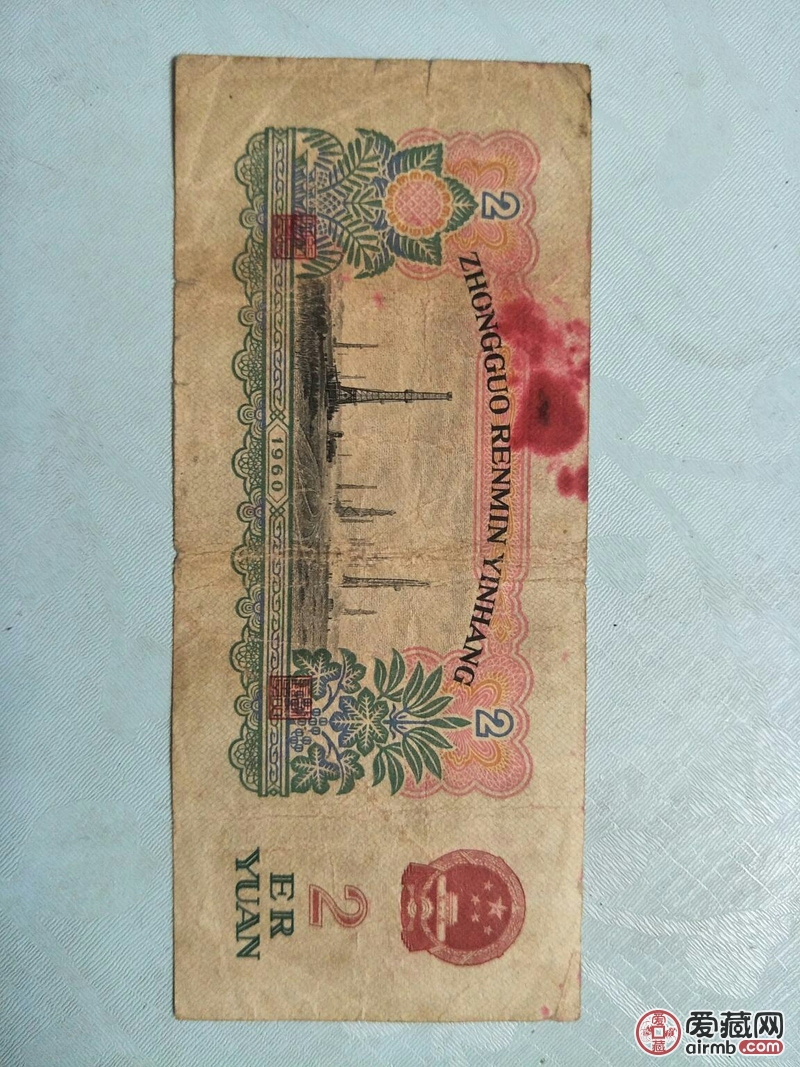 ZHONGGUO RENMIN YINHANG
2
2
1960
2
ER
YUAN
爱藏网
airmb.com